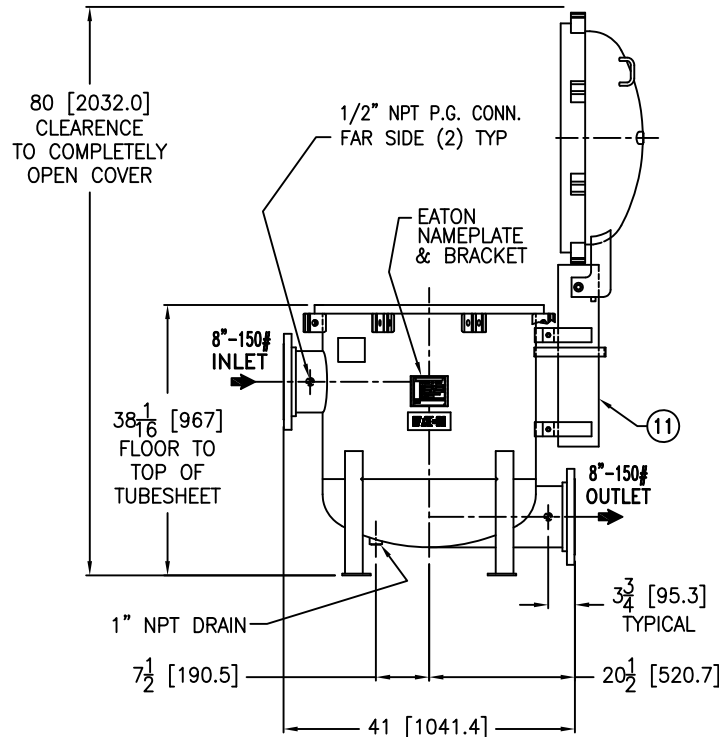 80 [2032.0]
CLEARENCE
TO COMPLETELY
OPEN COVER
1/2" NPT P.G. CONN.
FAR SIDE (2) TYP
EATON
NAMEPLATE
& BRACKET
8"-150#
INLET
38 1/16 [967]
FLOOR TO
TOP OF
TUBESHEET
11
8"-150#
OUTLET
3 3/4 [95.3]
TYPICAL
1" NPT DRAIN
7 1/2 [190.5]
20 1/2 [520.7]
41 [1041.4]